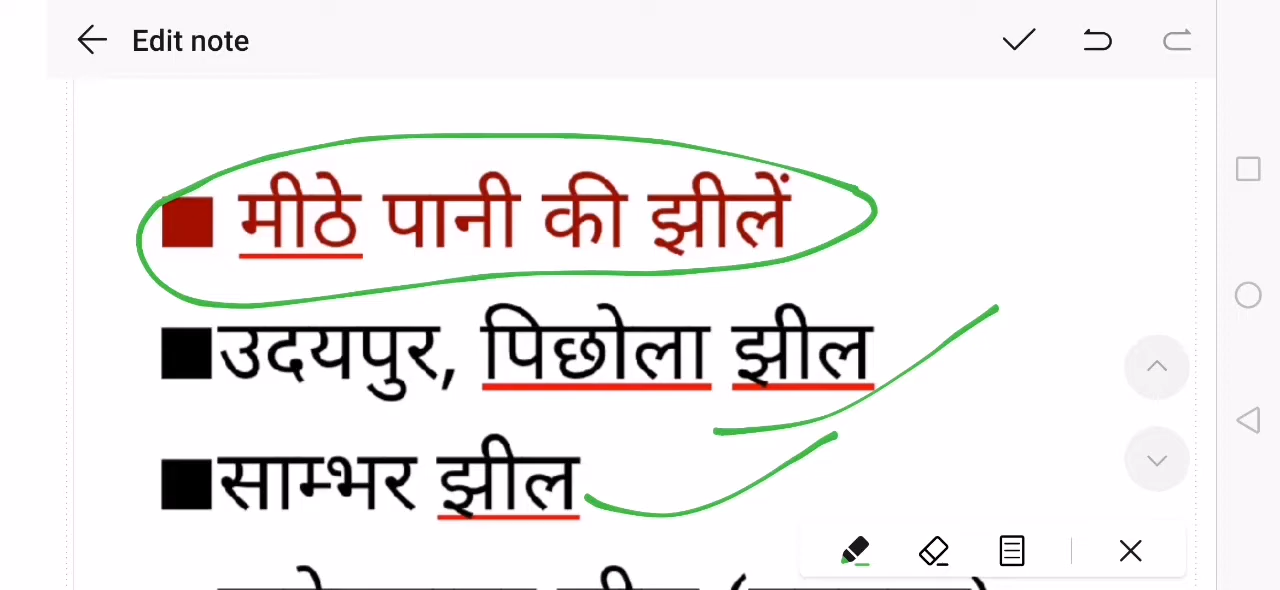 Edit note
■ मीठे पानी की झीलें
■उदयपुर, पिछोला झील
■साम्भर झील